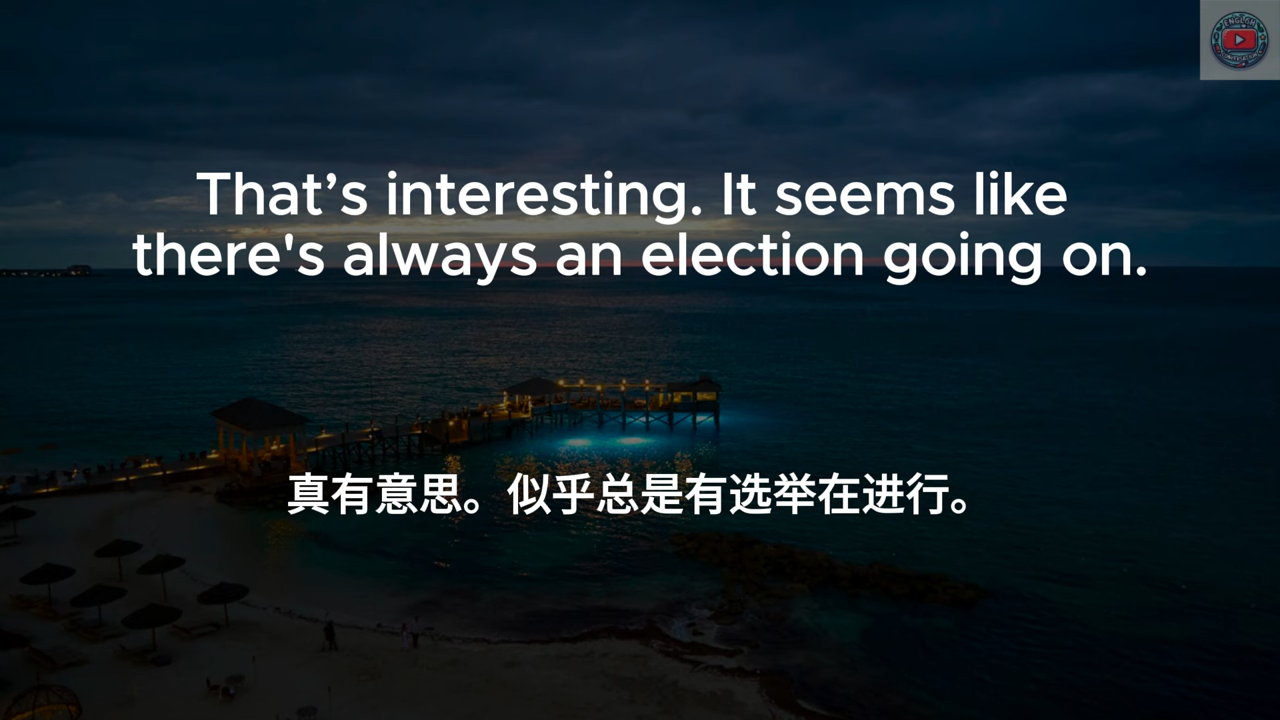 That’s interesting. It seems like
there's always an election going on.
真有意思。似乎总是有选举在进行。
ENGLISH